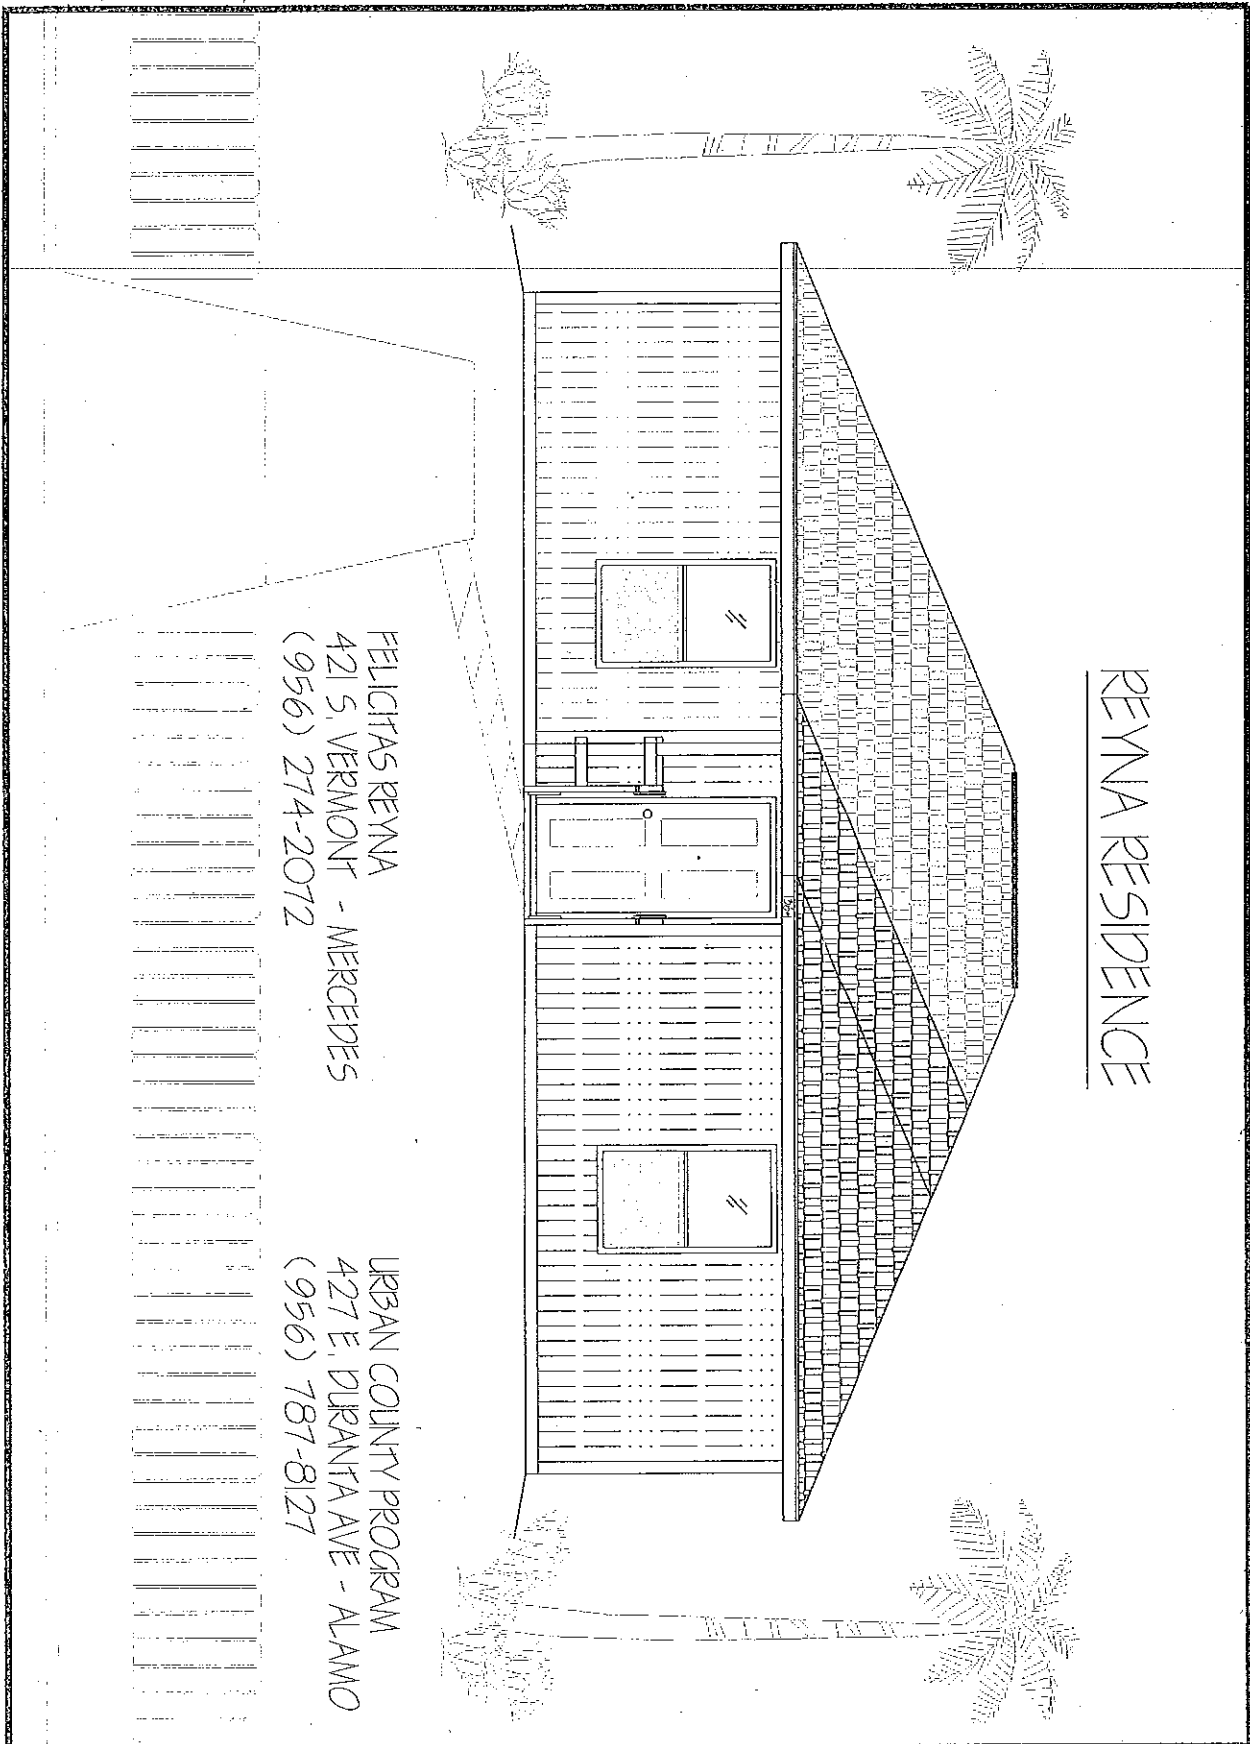 REYNA RESIDENCE
FELICITAS REYNA
421 S. VERMONT - MERCEDES
(956) 274-2072
URBAN COUNTY PROGRAM
427 E. DURANTA AVE - ALAMO
(956) 787-8127